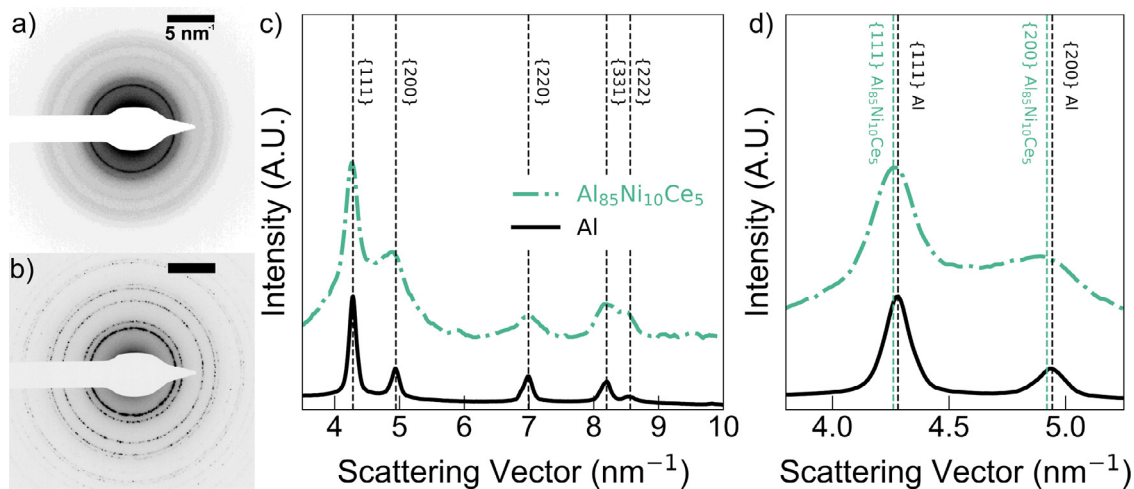 a)
5 nm⁻¹
b)
c)
{111}
{200}
{220}
{331}
{222}
Al₈₅Ni₁₀Ce₅
Al
Intensity (A.U.)
4 5 6 7 8 9 10
Scattering Vector (nm⁻¹)
d)
{111} Al₈₅Ni₁₀Ce₅
{111} Al
{200} Al₈₅Ni₁₀Ce₅
{200} Al
Intensity (A.U.)
4.0 4.5 5.0
Scattering Vector (nm⁻¹)